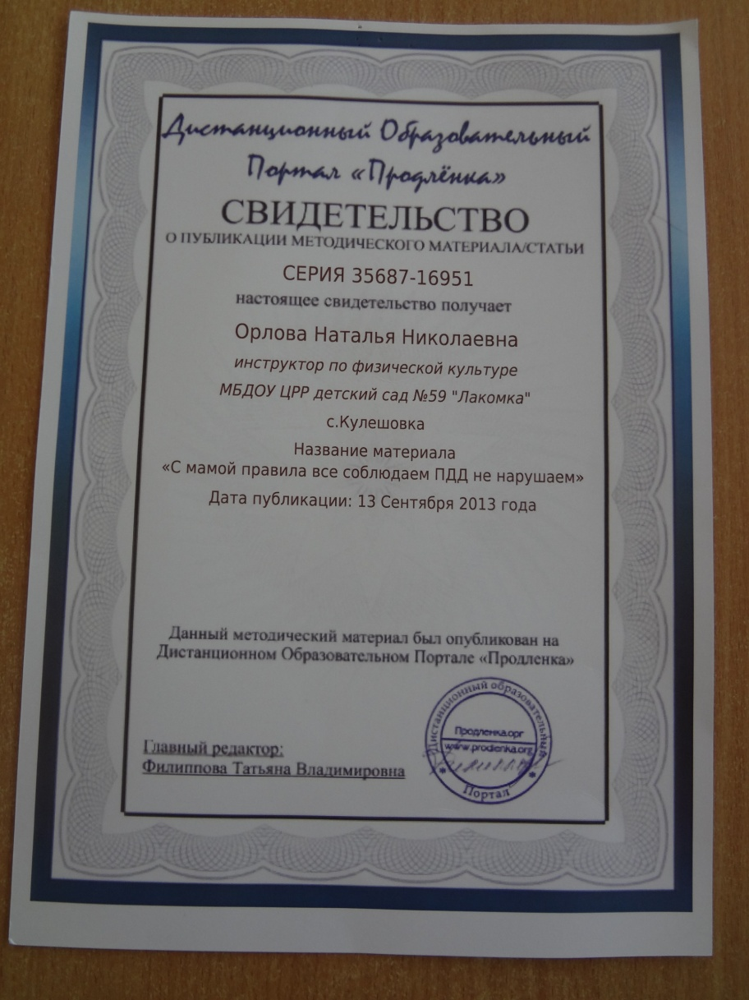 Дистанционный Образовательный
Портал «Продлёнка»
СВИДЕТЕЛЬСТВО
О ПУБЛИКАЦИИ МЕТОДИЧЕСКОГО МАТЕРИАЛА/СТАТЬИ
СЕРИЯ 35687-16951
настоящее свидетельство получает
Орлова Наталья Николаевна
инструктор по физической культуре
МБДОУ ЦРР детский сад №59 "Лакомка"
с.Кулешовка
Название материала
«С мамой правила все соблюдаем ПДД не нарушаем»
Дата публикации: 13 Сентября 2013 года
Данный методический материал был опубликован на
Дистанционном Образовательном Портале «Продленка»
Главный редактор:
Филиппова Татьяна Владимировна
Дистанционный образовательный
Продленка.орг
www.prodlenka.org
Портал